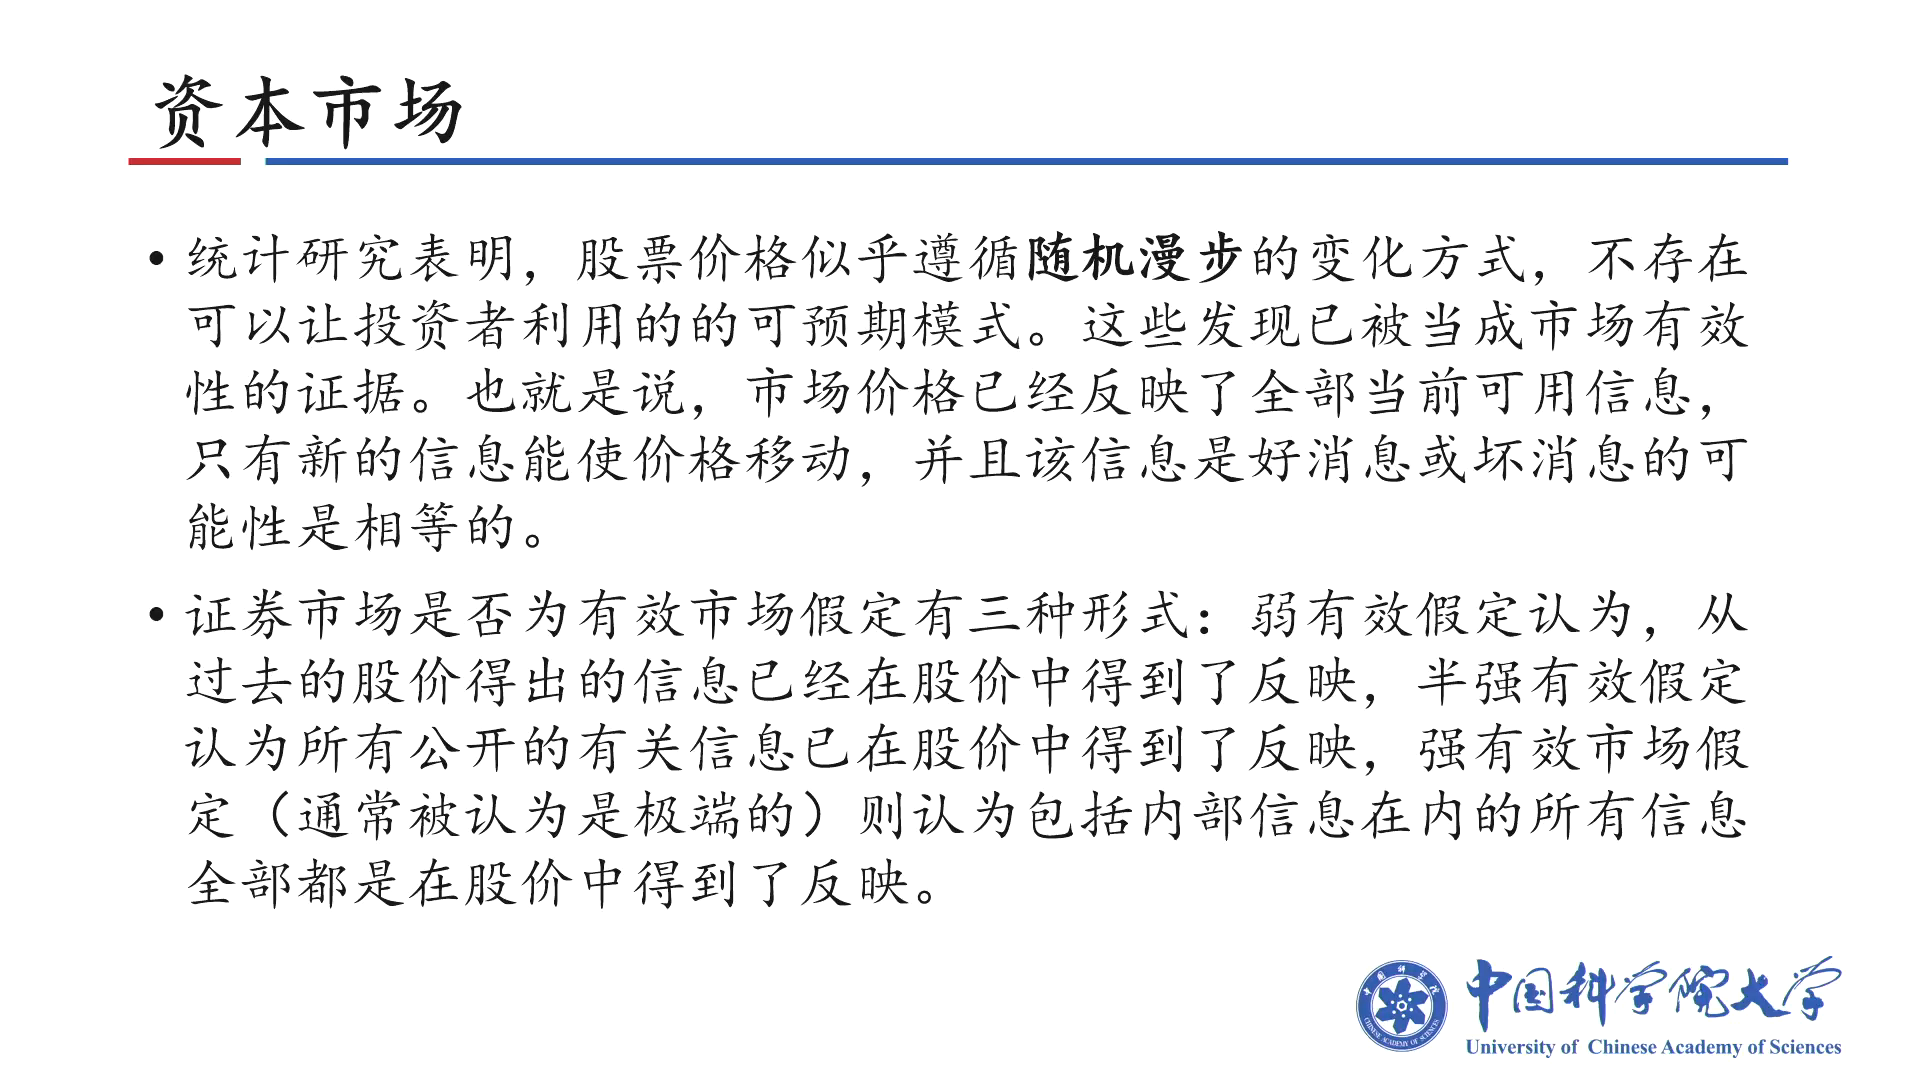 资本市场
• 统计研究表明，股票价格似乎遵循随机漫步的变化方式，不存在
可以让投资者利用的的可预期模式。这些发现已被当成市场有效
性的证据。也就是说，市场价格已经反映了全部当前可用信息，
只有新的信息能使价格移动，并且该信息是好消息或坏消息的可
能性是相等的。
• 证券市场是否为有效市场假定有三种形式：弱有效假定认为，从
过去的股价得出的信息已经在股价中得到了反映，半强有效假定
认为所有公开的有关信息已在股价中得到了反映，强有效市场假
定（通常被认为是极端的）则认为包括内部信息在内的所有信息
全部都是在股价中得到了反映。
中国科学院
CHINESE ACADEMY OF SCIENCES
中国科学院大学
University of Chinese Academy of Sciences